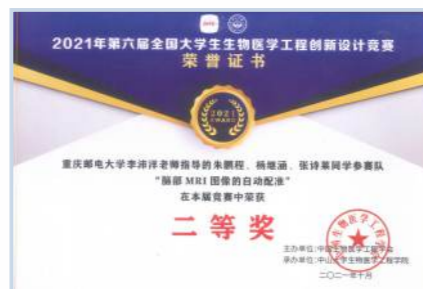 2021年第六届全国大学生生物医学工程创新设计竞赛
荣誉证书
2021
AWARD
重庆邮电大学李沛洋老师指导的朱鹏程、杨继涵、张诗莱同学参赛队
“脑部 MRI 图像的自动配准”
在本届竞赛中荣获
二等奖
主办单位:中国生物医学工程学会
承办单位:中山大学生物医学工程学院
二〇二一年十月